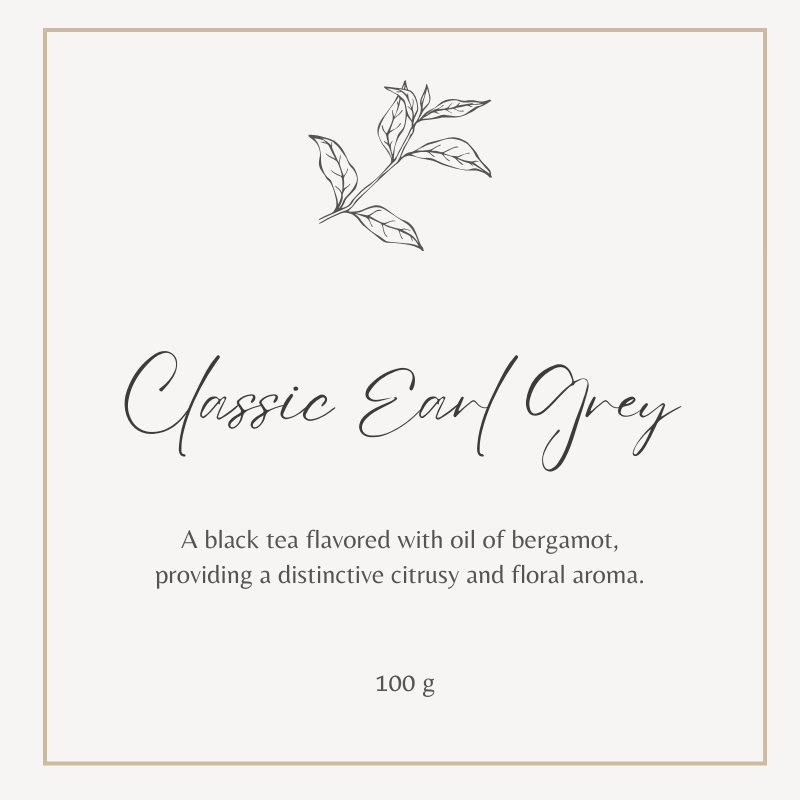 Classic Earl Grey
A black tea flavored with oil of bergamot,
providing a distinctive citrusy and floral aroma.
100 g